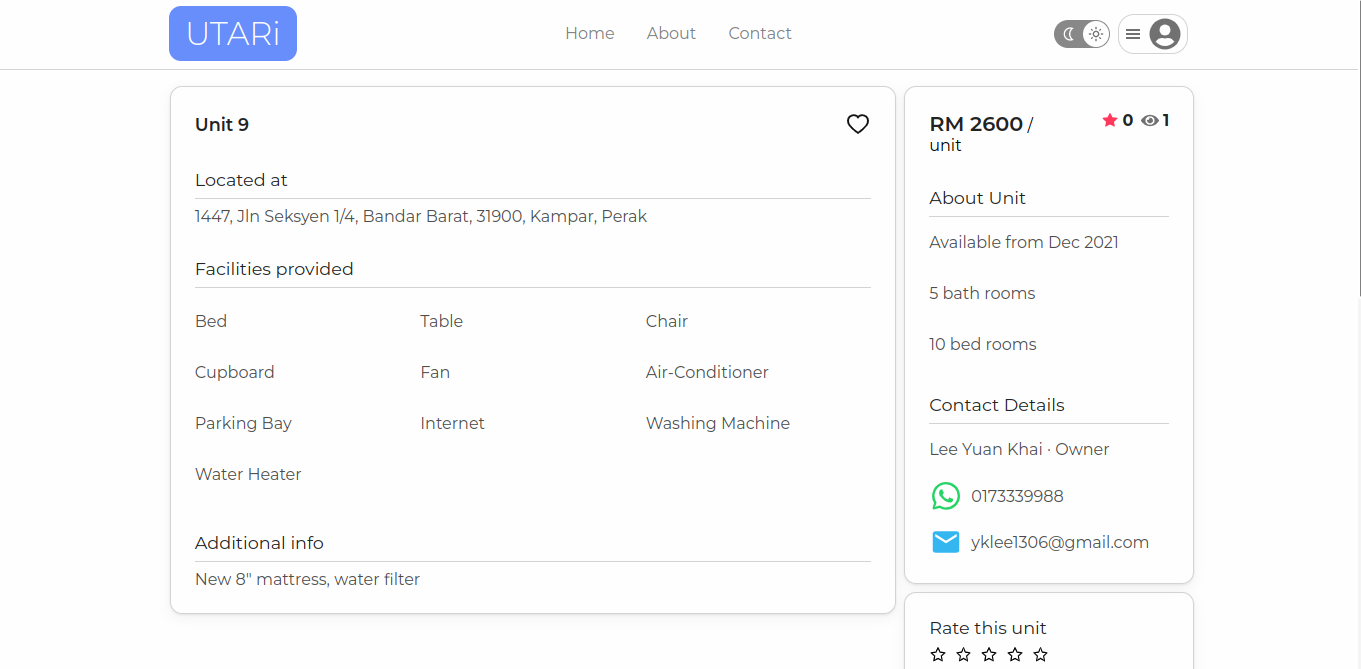 UTARi
Home About Contact
Unit 9
Located at
1447, Jln Seksyen 1/4, Bandar Barat, 31900, Kampar, Perak
Facilities provided
Bed Table Chair
Cupboard Fan Air-Conditioner
Parking Bay Internet Washing Machine
Water Heater
Additional info
New 8" mattress, water filter
RM 2600 / 0 1
unit
About Unit
Available from Dec 2021
5 bath rooms
10 bed rooms
Contact Details
Lee Yuan Khai · Owner
0173339988
yklee1306@gmail.com
Rate this unit